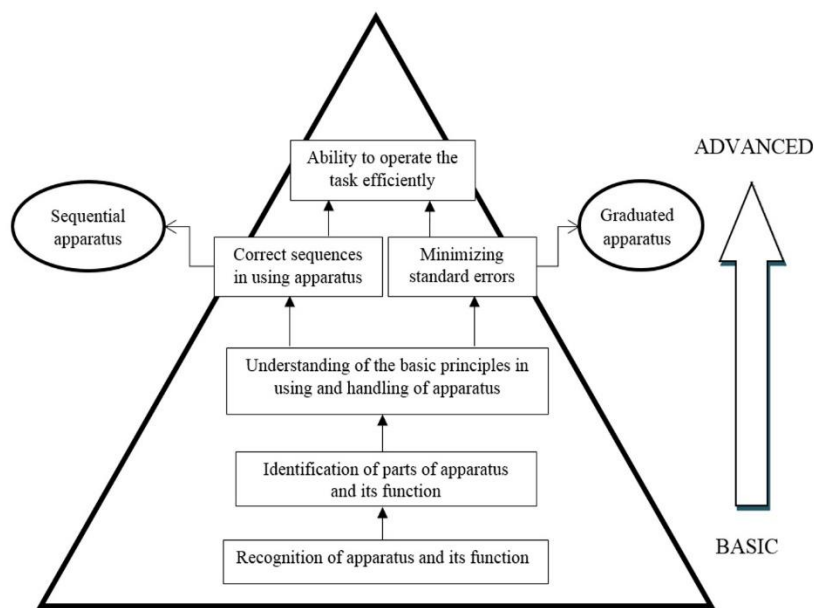 ADVANCED
Ability to operate the
task efficiently
Sequential
apparatus
Graduated
apparatus
Correct sequences
in using apparatus
Minimizing
standard errors
Understanding of the basic principles in
using and handling of apparatus
Identification of parts of apparatus
and its function
BASIC
Recognition of apparatus and its function